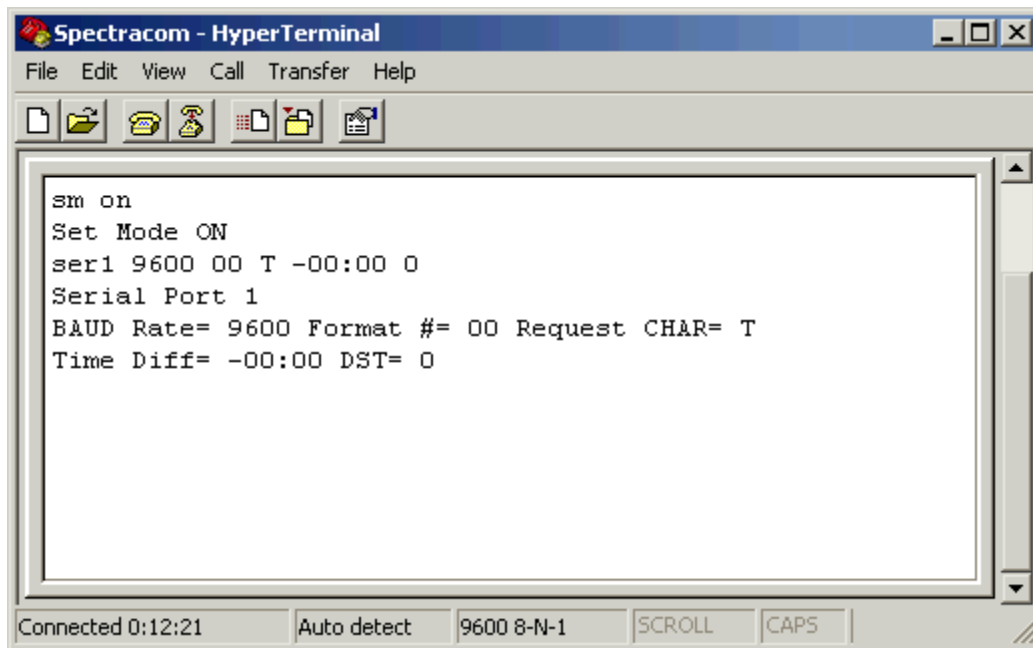 Spectracom - HyperTerminal
File Edit View Call Transfer Help
sm on
Set Mode ON
ser1 9600 00 T -00:00 0
Serial Port 1
BAUD Rate= 9600 Format #= 00 Request CHAR= T
Time Diff= -00:00 DST= 0
Connected 0:12:21 Auto detect 9600 8-N-1 SCROLL CAPS